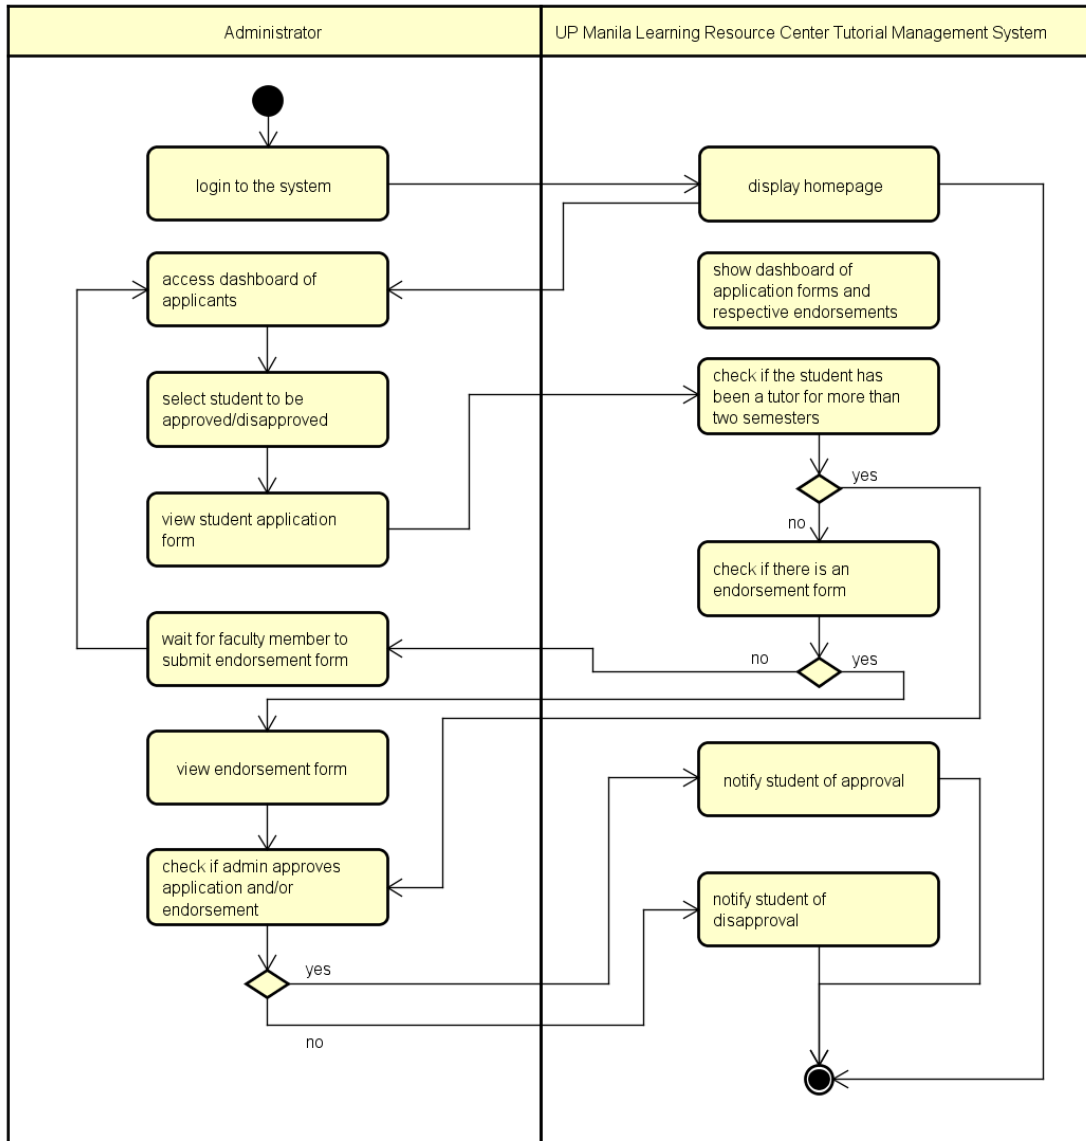 Administrator
UP Manila Learning Resource Center Tutorial Management System
login to the system
display homepage
access dashboard of
applicants
show dashboard of
application forms and
respective endorsements
select student to be
approved/disapproved
check if the student has
been a tutor for more than
two semesters
yes
no
view student application
form
check if there is an
endorsement form
wait for faculty member to
submit endorsement form
no
yes
view endorsement form
notify student of approval
check if admin approves
application and/or
endorsement
notify student of
disapproval
yes
no